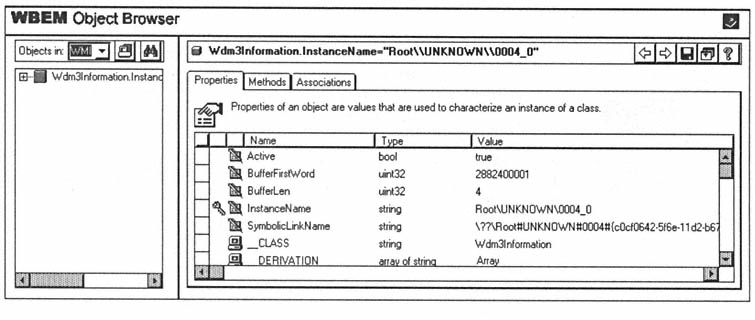 WBEM Object Browser
Objects in: WMI
Wdm3Information.InstanceName="Root\\UNKNOWN\\0004_0"
Wdm3Information.Instanc
Properties Methods Associations
Properties of an object are values that are used to characterize an instance of a class.
Name Type Value
Active bool true
BufferFirstWord uint32 2882400001
BufferLen uint32 4
InstanceName string Root\UNKNOWN\0004_0
SymbolicLinkName string \??\Root#UNKNOWN#0004#{c0cf0642-5f6e-11d2-b67
__CLASS string Wdm3Information
__DERIVATION array of string Array